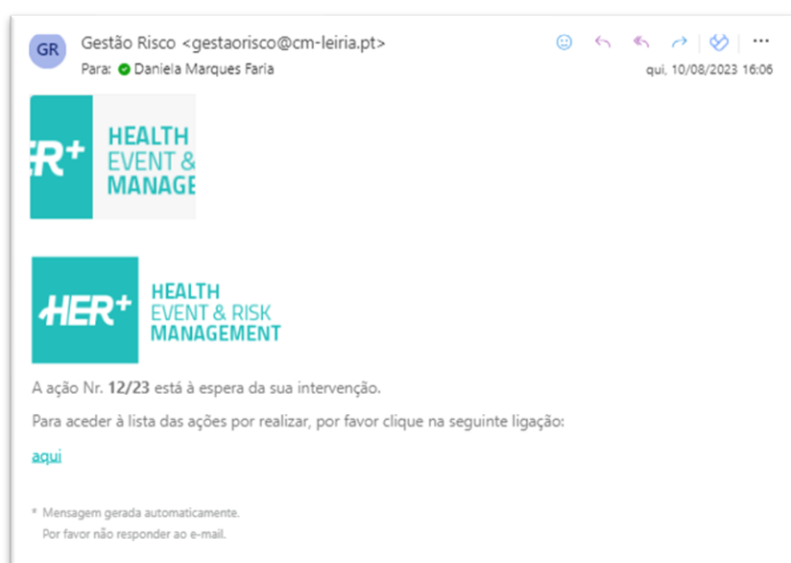 GR
Gestão Risco <gestaorisco@cm-leiria.pt>
Para: Daniela Marques Faria
qui, 10/08/2023 16:06
ER+
HEALTH
EVENT &
MANAGE
HER+
HEALTH
EVENT & RISK
MANAGEMENT
A ação Nr. 12/23 está à espera da sua intervenção.
Para aceder à lista das ações por realizar, por favor clique na seguinte ligação:
aqui
* Mensagem gerada automaticamente.
Por favor não responder ao e-mail.